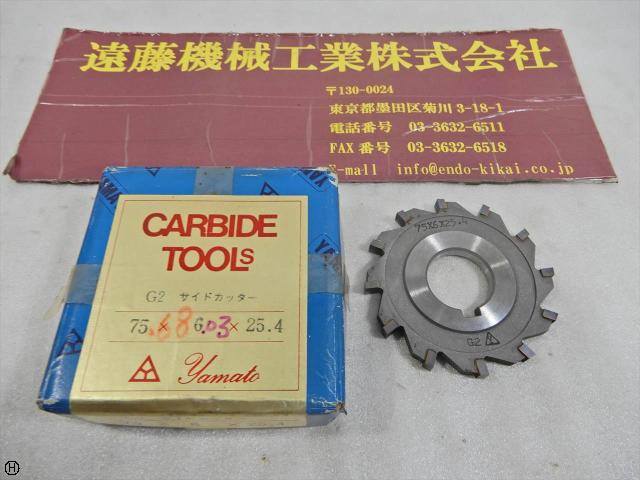 遠藤機械工業株式会社
〒130-0024
東京都墨田区菊川3-18-1
電話番号 03-3632-6511
FAX番号 03-3632-6518
E-mall info@endo-kikai.co.jp
CARBIDE
TOOLS
G2 サイドカッター
75.68 × 6.03 × 25.4
Yamato
YAMA
75X6X25.4
G2
H